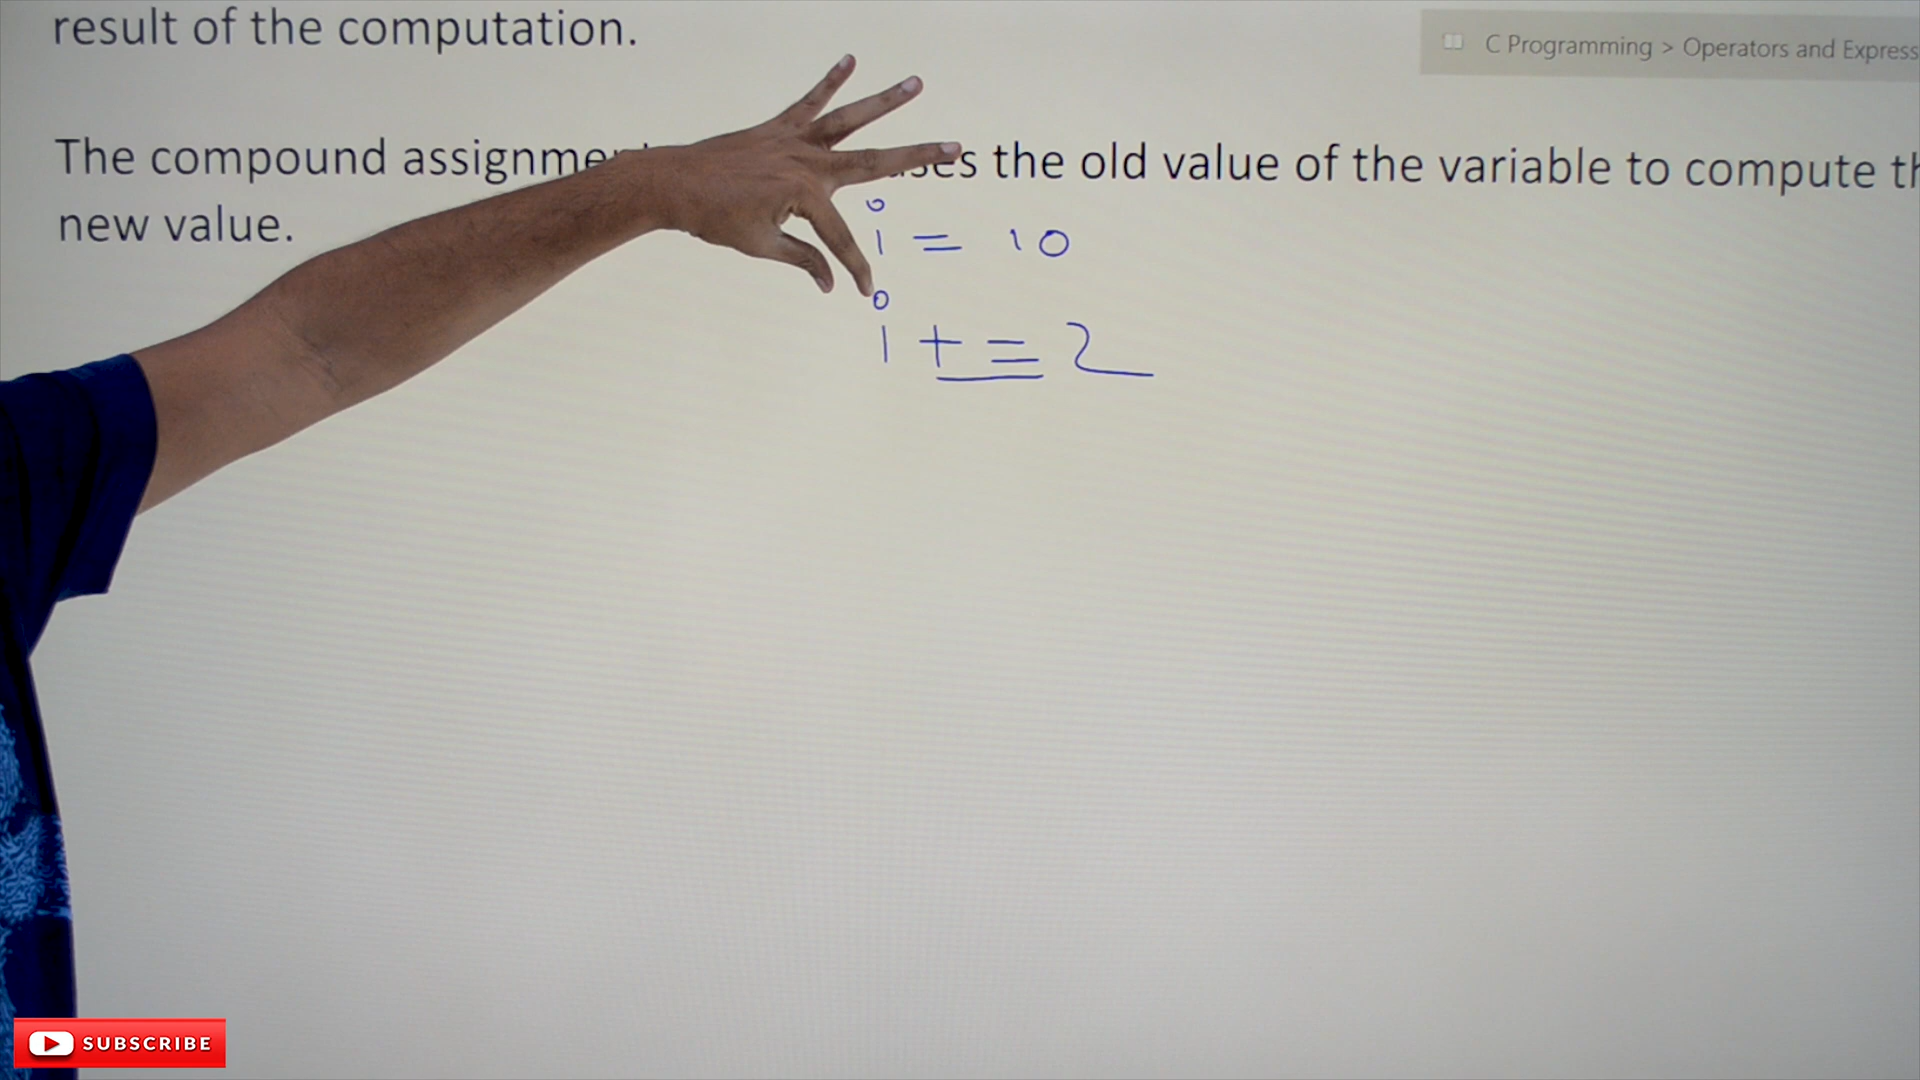 result of the computation.
C Programming > Operators and Express
The compound assignme es the old value of the variable to compute th
new value.
i = 10
i += 2
SUBSCRIBE